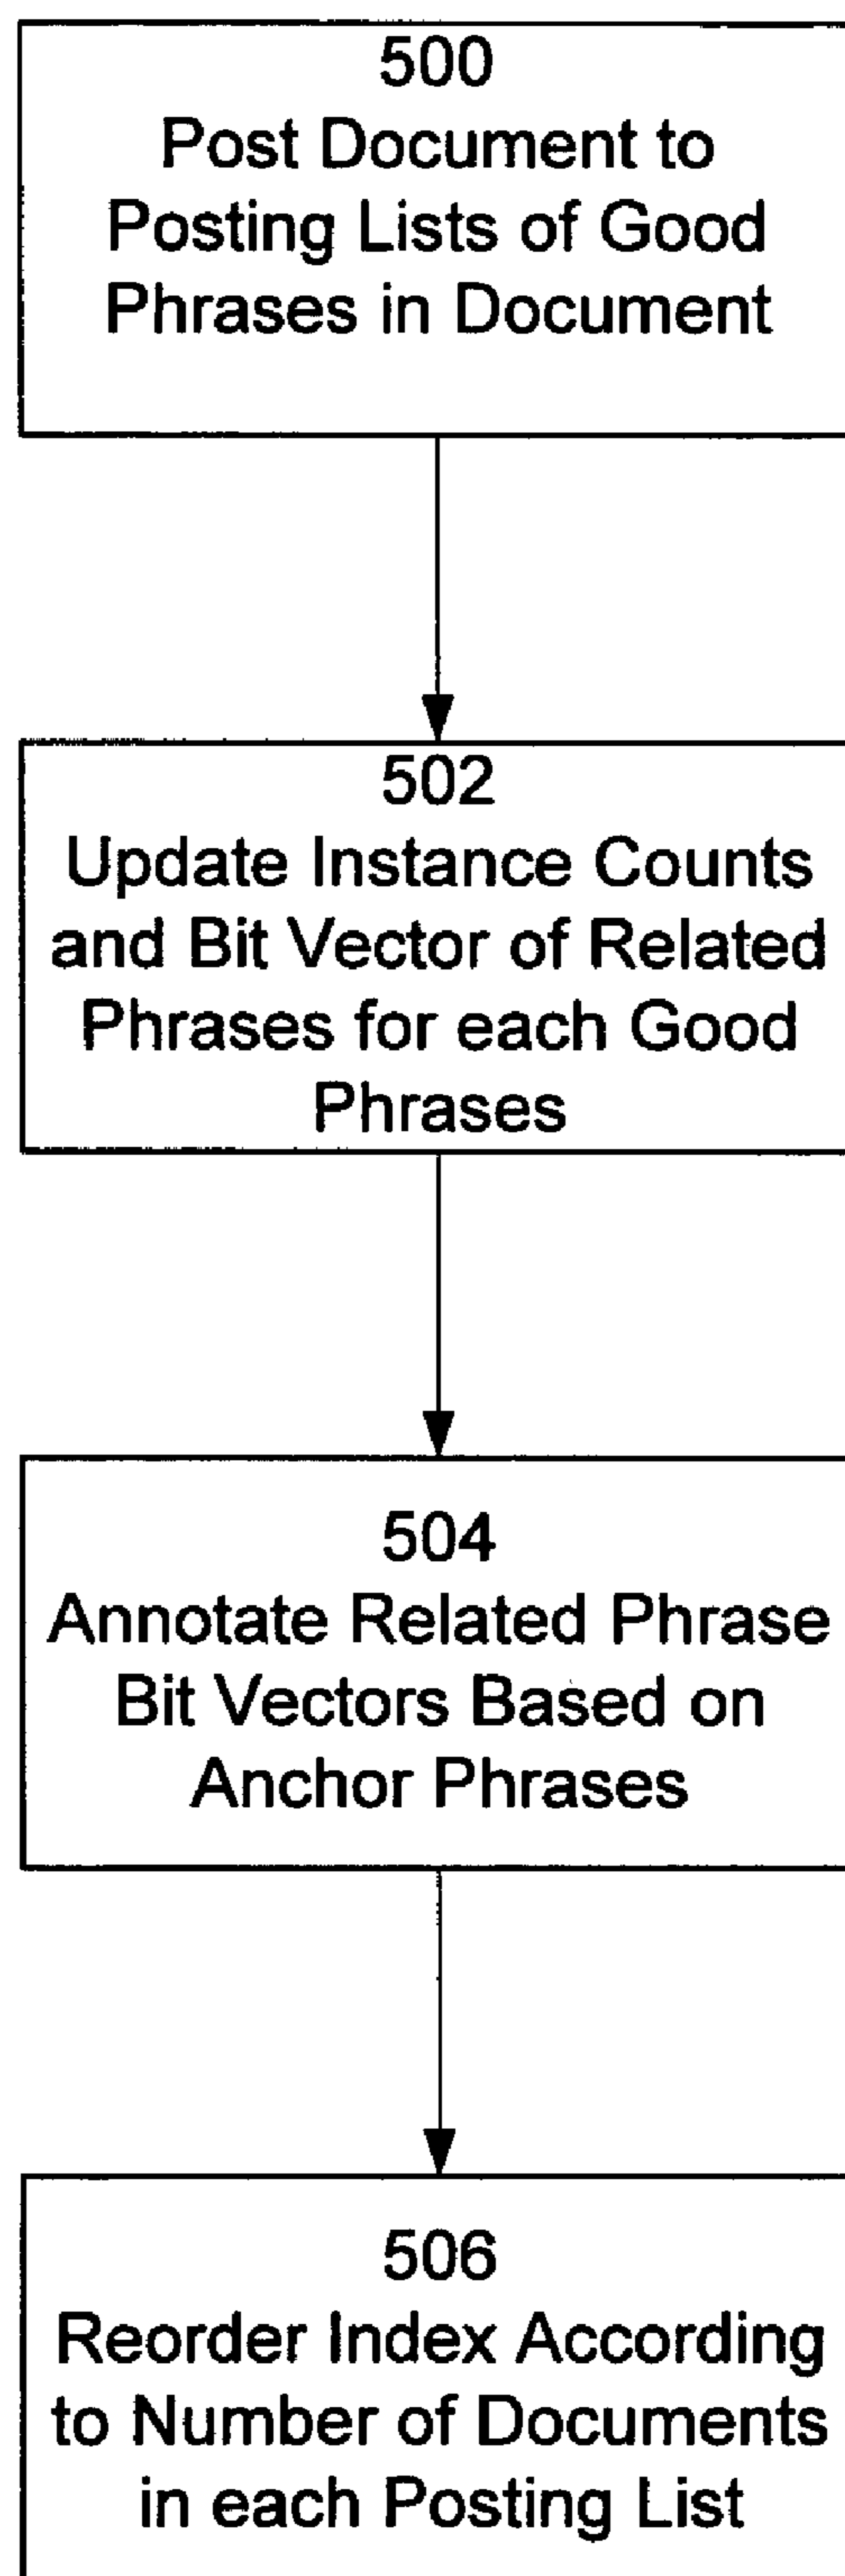 500
Post Document to
Posting Lists of Good
Phrases in Document
502
Update Instance Counts
and Bit Vector of Related
Phrases for each Good
Phrases
504
Annotate Related Phrase
Bit Vectors Based on
Anchor Phrases
506
Reorder Index According
to Number of Documents
in each Posting List